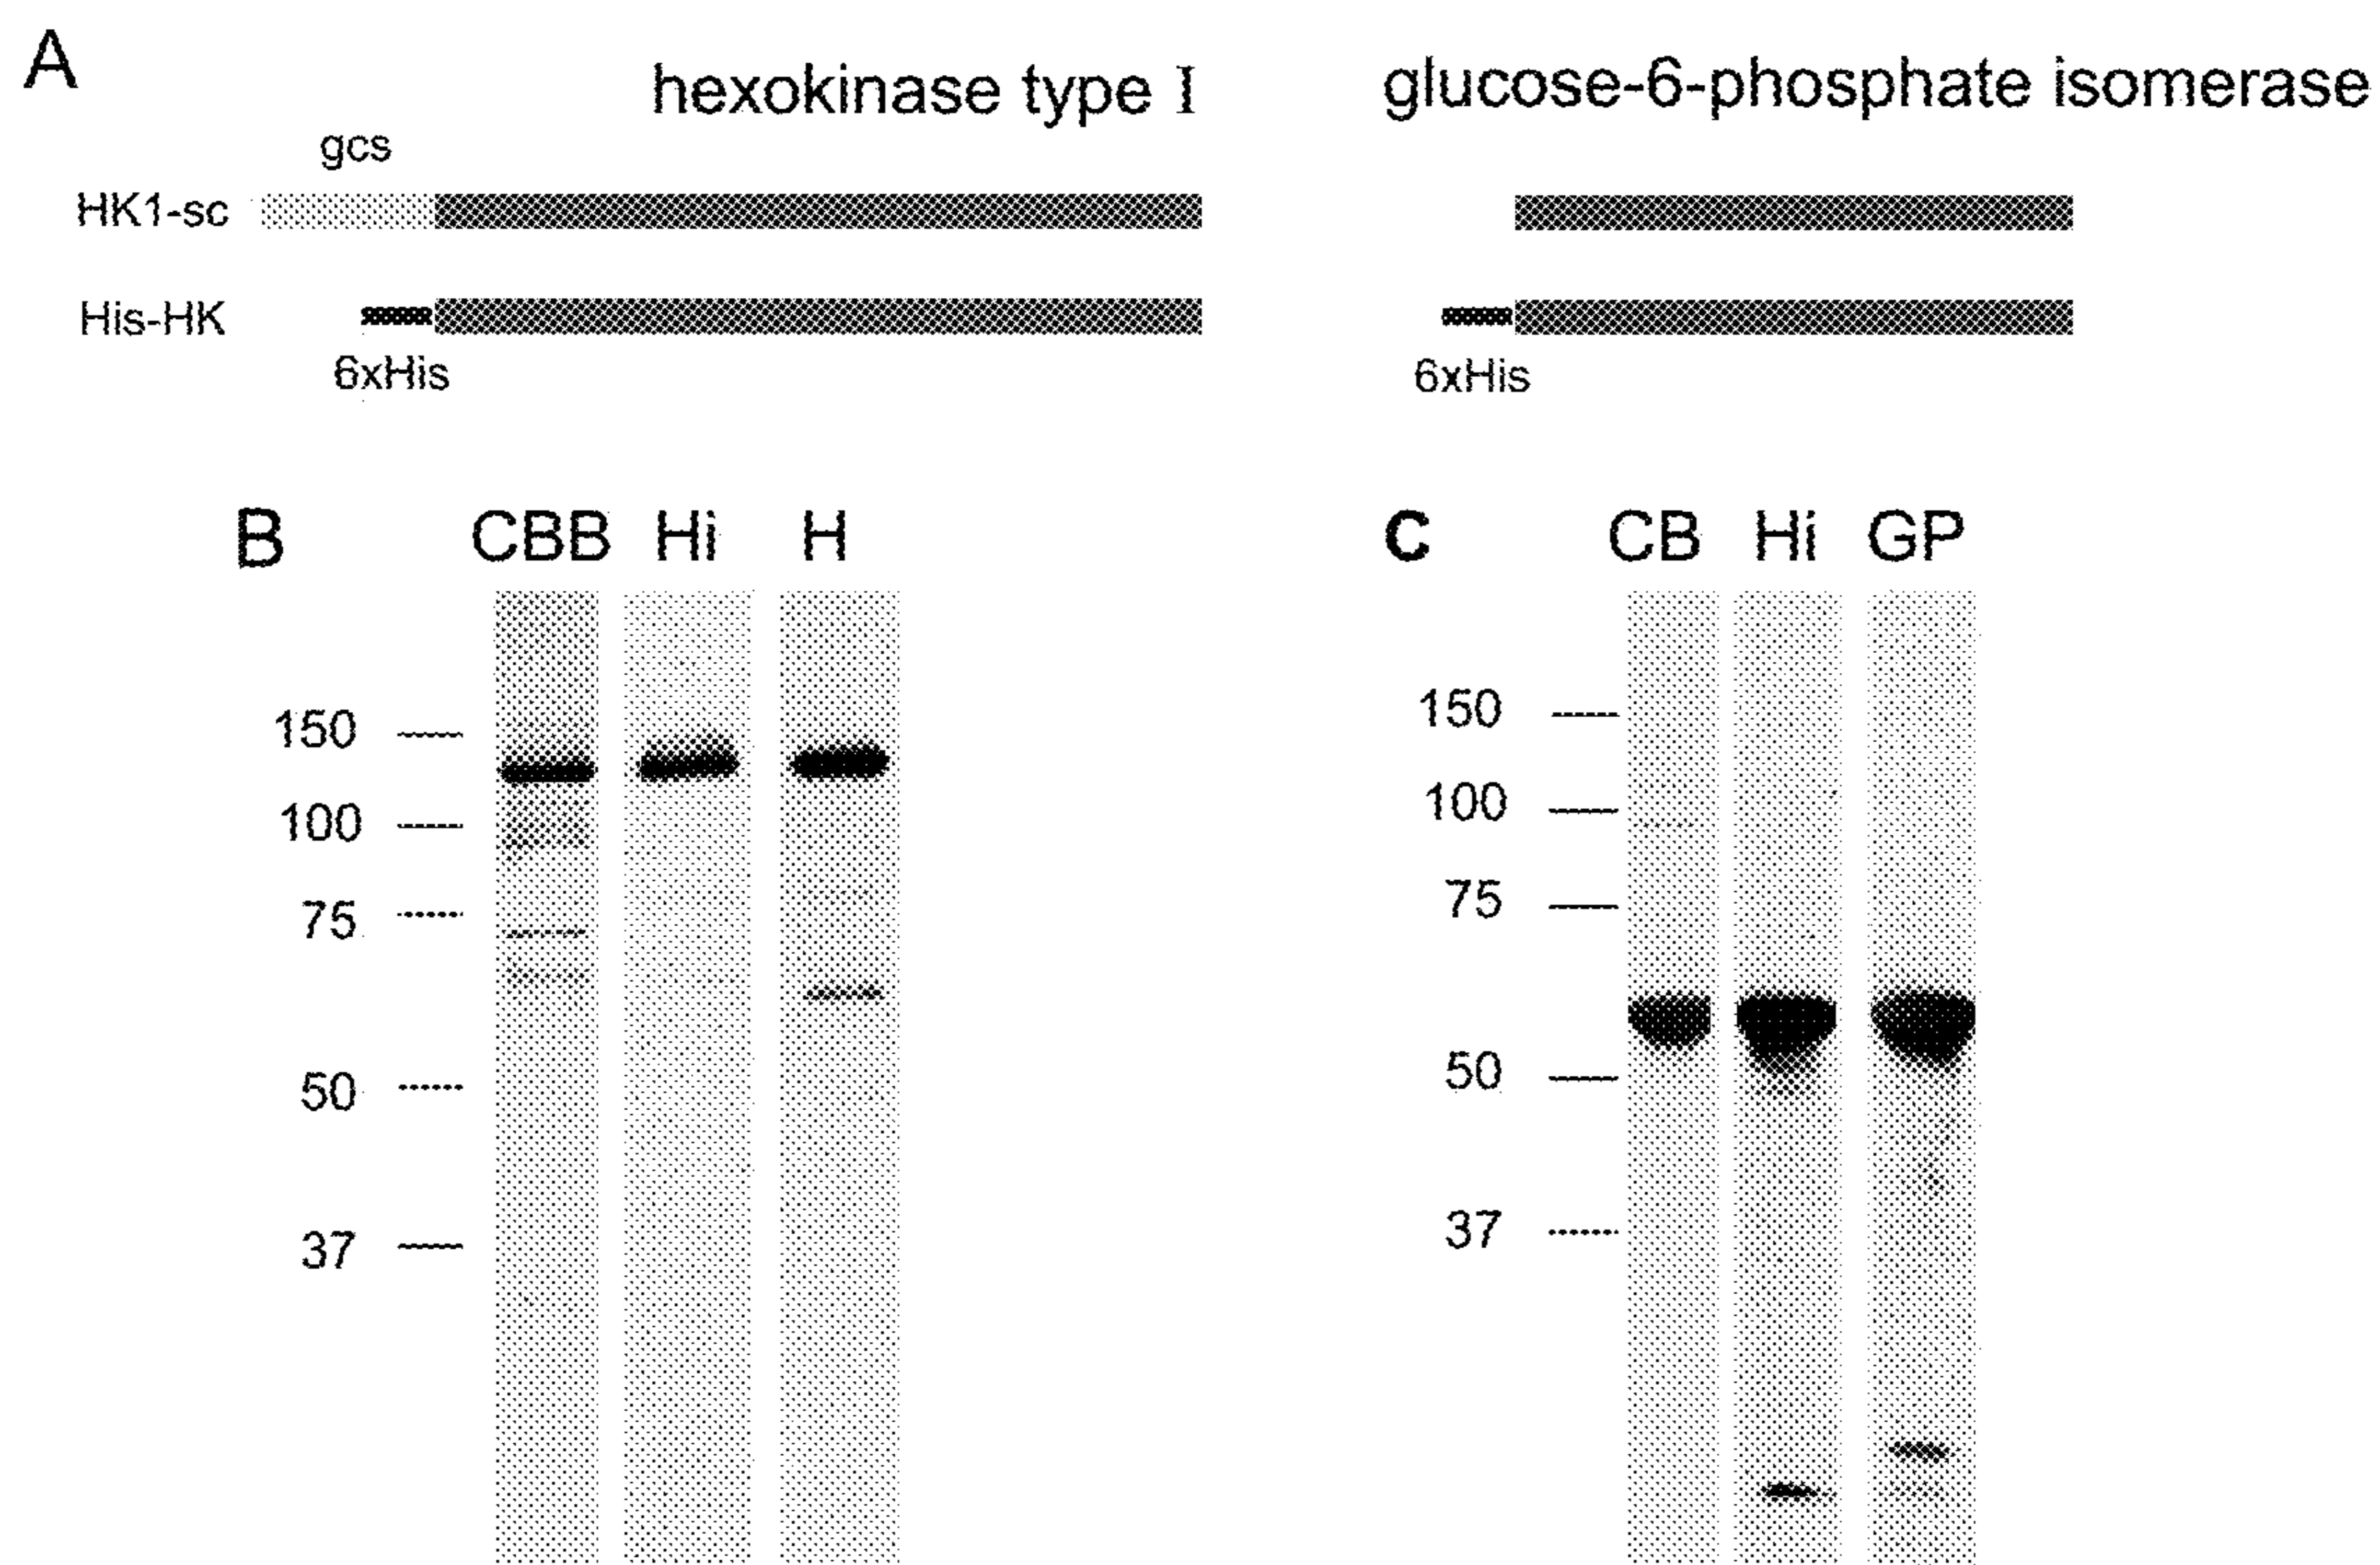 A
hexokinase type I
glucose-6-phosphate isomerase
gcs
HK1-sc
His-HK
6xHis
6xHis
B
CBB Hi H
150
100
75
50
37
C
CB Hi GP
150
100
75
50
37